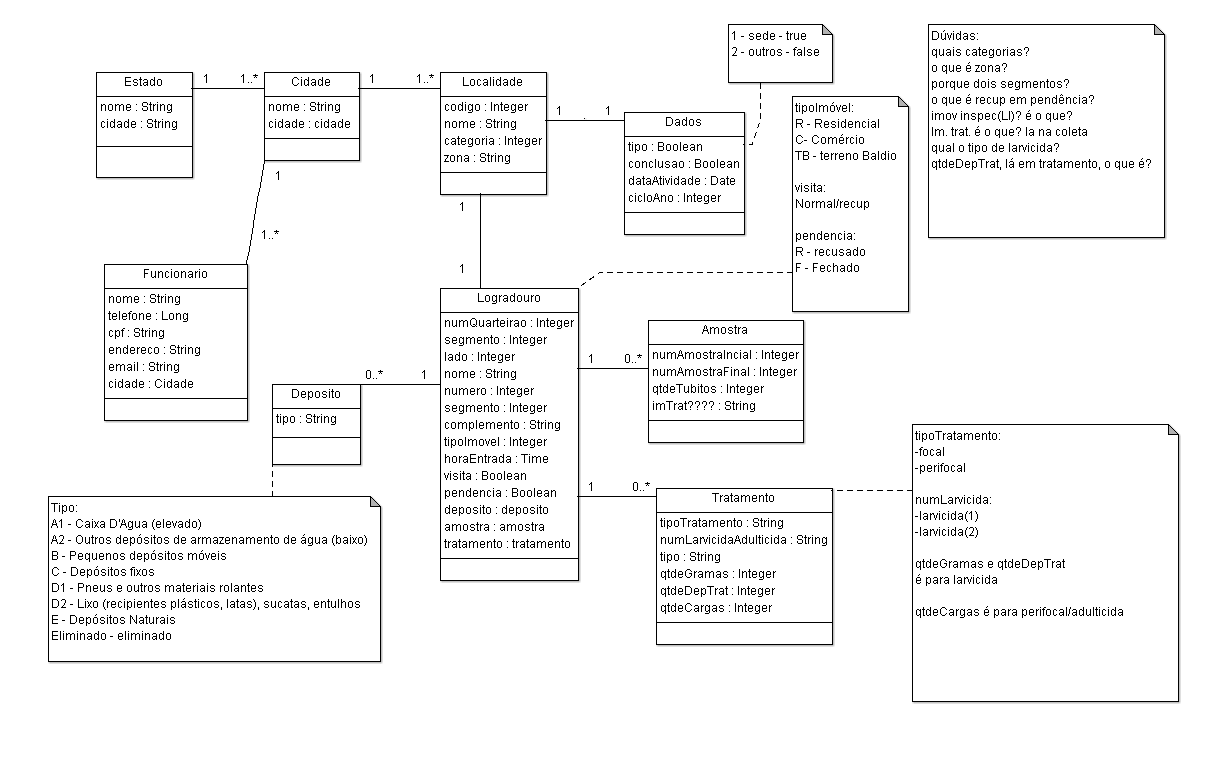 1 - sede - true
2 - outros - false
Dúvidas:
quais categorias?
o que é zona?
porque dois segmentos?
o que é recup em pendência?
imov inspec(LI)? é o que?
Im. trat. é o que? la na coleta
qual o tipo de larvicida?
qtdeDepTrat, lá em tratamento, o que é?
Estado
nome : String
cidade : String
1
1..*
Cidade
nome : String
cidade : cidade
1
1..*
Localidade
codigo : Integer
nome : String
categoria : Integer
zona : String
1
1
Dados
tipo : Boolean
conclusao : Boolean
dataAtividade : Date
cicloAno : Integer
tipoImóvel:
R - Residencial
C- Comércio
TB - terreno Baldio
visita:
Normal/recup
pendencia:
R - recusado
F - Fechado
1
1..*
1
1
Funcionario
nome : String
telefone : Long
cpf : String
endereco : String
email : String
cidade : Cidade
Logradouro
numQuarteirao : Integer
segmento : Integer
lado : Integer
nome : String
numero : Integer
segmento : Integer
complemento : String
tipoImovel : Integer
horaEntrada : Time
visita : Boolean
pendencia : Boolean
deposito : deposito
amostra : amostra
tratamento : tratamento
1
0..*
Amostra
numAmostraIncial : Integer
numAmostraFinal : Integer
qtdeTubitos : Integer
imTrat???? : String
0..*
1
Deposito
tipo : String
1
0..*
Tratamento
tipoTratamento : String
numLarvicidaAdulticida : String
tipo : String
qtdeGramas : Integer
qtdeDepTrat : Integer
qtdeCargas : Integer
tipoTratamento:
-focal
-perifocal
numLarvicida:
-larvicida(1)
-larvicida(2)
qtdeGramas e qtdeDepTrat
é para larvicida
qtdeCargas é para perifocal/adulticida
Tipo:
A1 - Caixa D'Agua (elevado)
A2 - Outros depósitos de armazenamento de água (baixo)
B - Pequenos depósitos móveis
C - Depósitos fixos
D1 - Pneus e outros materiais rolantes
D2 - Lixo (recipientes plásticos, latas), sucatas, entulhos
E - Depósitos Naturais
Eliminado - eliminado